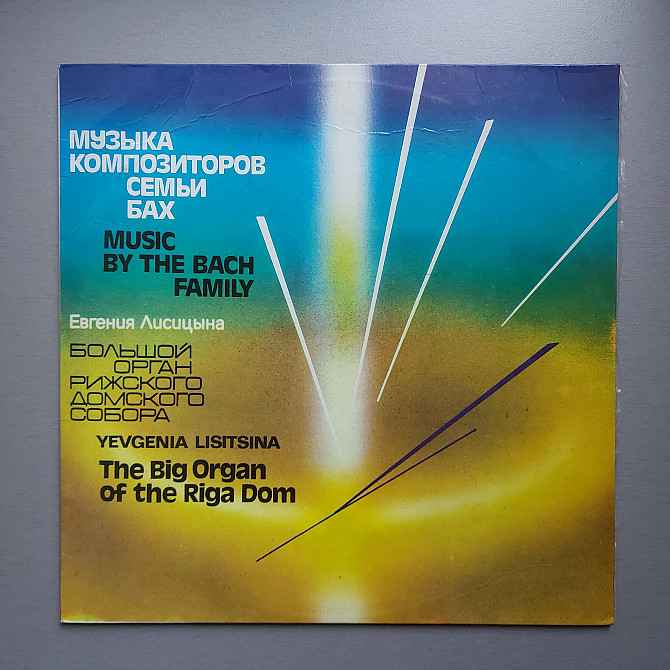 МУЗЫКА
КОМПОЗИТОРОВ
СЕМЬИ
БАХ
MUSIC
BY THE BACH
FAMILY
Евгения Лисицына
БОЛЬШОЙ
ОРГАН
РИЖСКОГО
ДОМСКОГО
СОБОРА
YEVGENIA LISITSINA
The Big Organ
of the Riga Dom